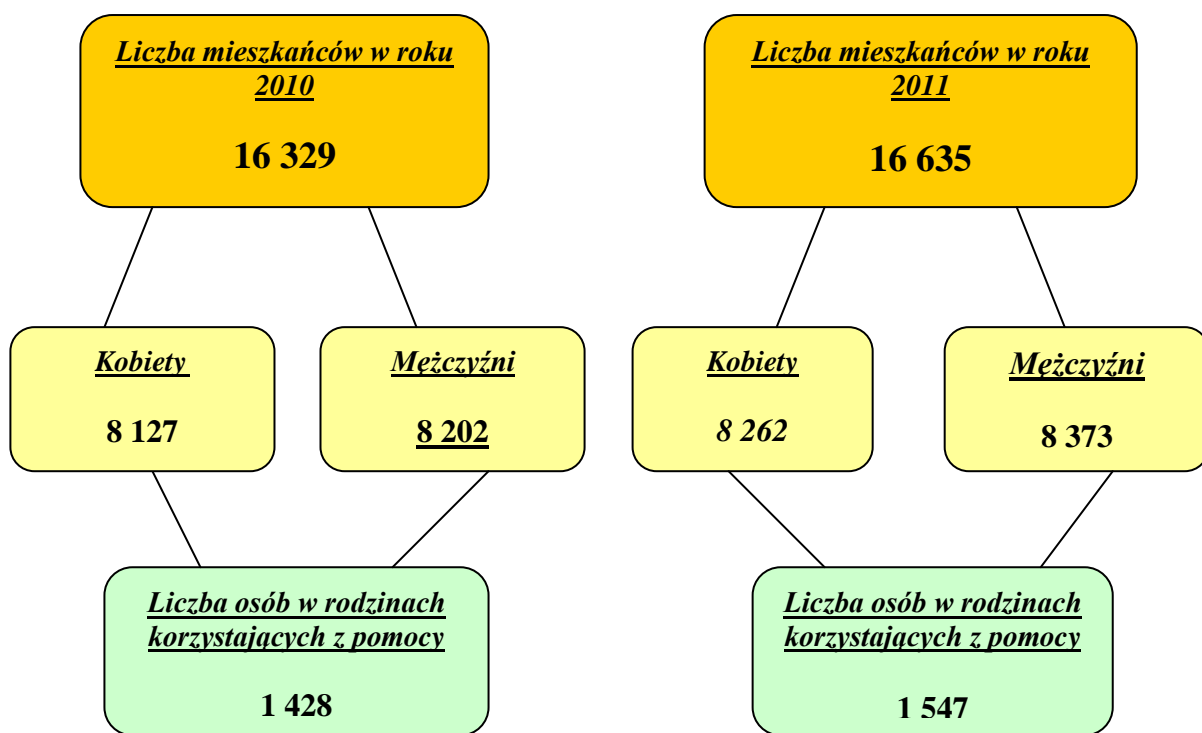 Liczba mieszkańców w roku
2010
16 329
Kobiety
8 127
Mężczyźni
8 202
Liczba osób w rodzinach
korzystających z pomocy
1 428
Liczba mieszkańców w roku
2011
16 635
Kobiety
8 262
Mężczyźni
8 373
Liczba osób w rodzinach
korzystających z pomocy
1 547